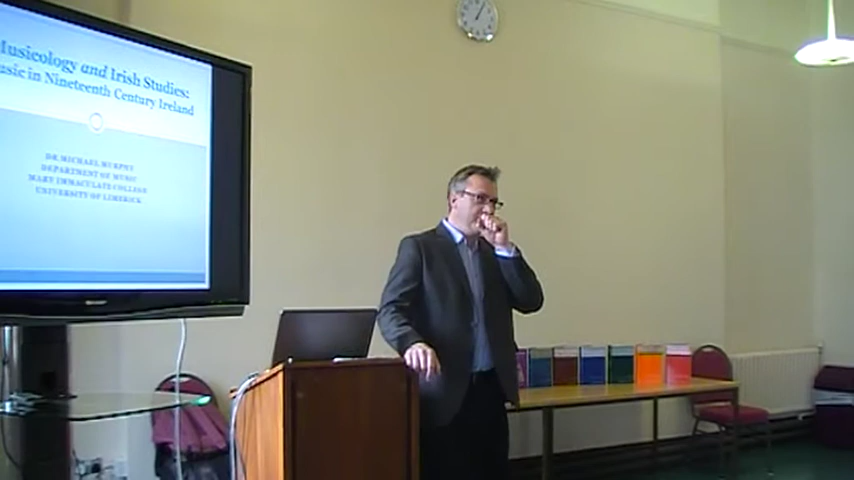 Musicology and Irish Studies:
Music in Nineteenth Century Ireland
DR MICHAEL MURPHY
DEPARTMENT OF MUSIC
MARY IMMACULATE COLLEGE
UNIVERSITY OF LIMERICK
SHARP